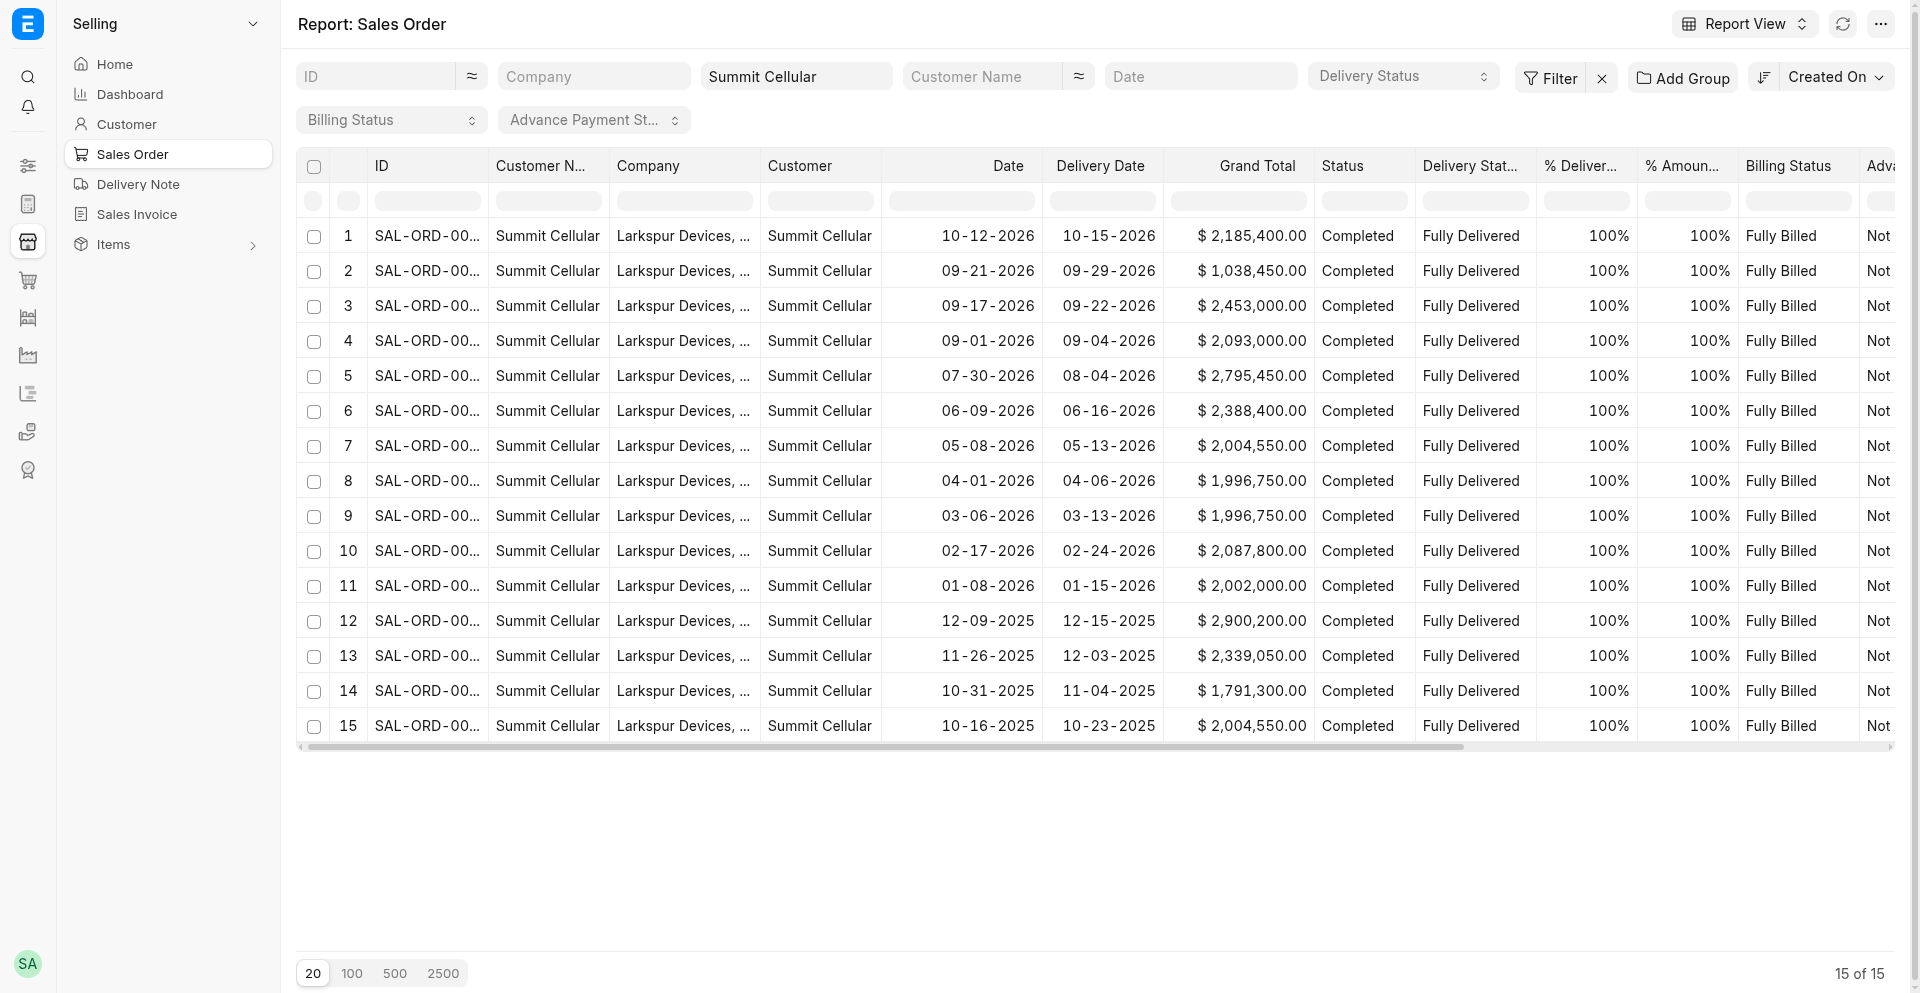 Selling
Report: Sales Order
Report View
Home
Dashboard
Customer
Sales Order
Delivery Note
Sales Invoice
Items
SA
ID ≈ Company Summit Cellular Customer Name ≈ Date Delivery Status Filter Add Group Created On
Billing Status Advance Payment St...
ID Customer N... Company Customer Date Delivery Date Grand Total Status Delivery Stat... % Deliver... % Amoun... Billing Status Adva
1 SAL-ORD-00... Summit Cellular Larkspur Devices, ... Summit Cellular 10-12-2026 10-15-2026 $ 2,185,400.00 Completed Fully Delivered 100% 100% Fully Billed Not
2 SAL-ORD-00... Summit Cellular Larkspur Devices, ... Summit Cellular 09-21-2026 09-29-2026 $ 1,038,450.00 Completed Fully Delivered 100% 100% Fully Billed Not
3 SAL-ORD-00... Summit Cellular Larkspur Devices, ... Summit Cellular 09-17-2026 09-22-2026 $ 2,453,000.00 Completed Fully Delivered 100% 100% Fully Billed Not
4 SAL-ORD-00... Summit Cellular Larkspur Devices, ... Summit Cellular 09-01-2026 09-04-2026 $ 2,093,000.00 Completed Fully Delivered 100% 100% Fully Billed Not
5 SAL-ORD-00... Summit Cellular Larkspur Devices, ... Summit Cellular 07-30-2026 08-04-2026 $ 2,795,450.00 Completed Fully Delivered 100% 100% Fully Billed Not
6 SAL-ORD-00... Summit Cellular Larkspur Devices, ... Summit Cellular 06-09-2026 06-16-2026 $ 2,388,400.00 Completed Fully Delivered 100% 100% Fully Billed Not
7 SAL-ORD-00... Summit Cellular Larkspur Devices, ... Summit Cellular 05-08-2026 05-13-2026 $ 2,004,550.00 Completed Fully Delivered 100% 100% Fully Billed Not
8 SAL-ORD-00... Summit Cellular Larkspur Devices, ... Summit Cellular 04-01-2026 04-06-2026 $ 1,996,750.00 Completed Fully Delivered 100% 100% Fully Billed Not
9 SAL-ORD-00... Summit Cellular Larkspur Devices, ... Summit Cellular 03-06-2026 03-13-2026 $ 1,996,750.00 Completed Fully Delivered 100% 100% Fully Billed Not
10 SAL-ORD-00... Summit Cellular Larkspur Devices, ... Summit Cellular 02-17-2026 02-24-2026 $ 2,087,800.00 Completed Fully Delivered 100% 100% Fully Billed Not
11 SAL-ORD-00... Summit Cellular Larkspur Devices, ... Summit Cellular 01-08-2026 01-15-2026 $ 2,002,000.00 Completed Fully Delivered 100% 100% Fully Billed Not
12 SAL-ORD-00... Summit Cellular Larkspur Devices, ... Summit Cellular 12-09-2025 12-15-2025 $ 2,900,200.00 Completed Fully Delivered 100% 100% Fully Billed Not
13 SAL-ORD-00... Summit Cellular Larkspur Devices, ... Summit Cellular 11-26-2025 12-03-2025 $ 2,339,050.00 Completed Fully Delivered 100% 100% Fully Billed Not
14 SAL-ORD-00... Summit Cellular Larkspur Devices, ... Summit Cellular 10-31-2025 11-04-2025 $ 1,791,300.00 Completed Fully Delivered 100% 100% Fully Billed Not
15 SAL-ORD-00... Summit Cellular Larkspur Devices, ... Summit Cellular 10-16-2025 10-23-2025 $ 2,004,550.00 Completed Fully Delivered 100% 100% Fully Billed Not
20 100 500 2500
15 of 15